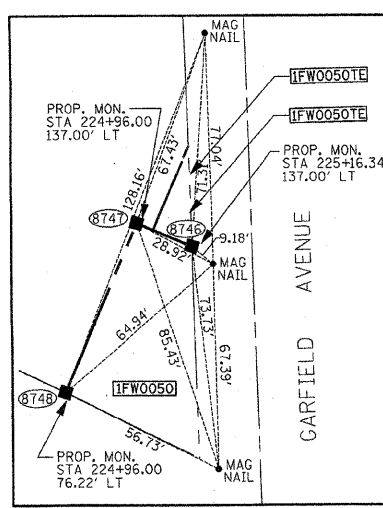 MAG
NAIL
1FW0050TE
1FW0050TE
PROP. MON.
STA 224+96.00
137.00' LT
PROP. MON.
STA 225+16.34
137.00' LT
67.43'
77.04'
71.3
128.16'
8747
8746
9.18'
28.92'
MAG
NAIL
64.94'
85.43'
73.73'
67.39'
GARFIELD AVENUE
1FW0050
8748
56.73'
PROP. MON.
STA 224+96.00
76.22' LT
MAG
NAIL